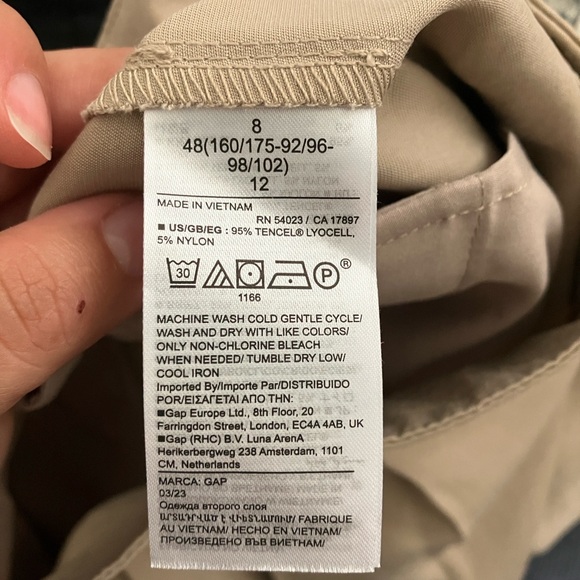 8
48(160/175-92/96-
98/102)
12
MADE IN VIETNAM
RN 54023 / CA 17897
■ US/GB/EG : 95% TENCEL® LYOCELL,
5% NYLON
30 P ®
1166
MACHINE WASH COLD GENTLE CYCLE/
WASH AND DRY WITH LIKE COLORS/
ONLY NON-CHLORINE BLEACH
WHEN NEEDED/ TUMBLE DRY LOW/
COOL IRON
Imported By/Importe Par/DISTRIBUIDO
POR/ΕΙΣΑΓΕΤΑΙ ΑΠΟ:
■Gap Europe Ltd., 8th Floor, 20
Farringdon Street, London, EC4A 4AB, UK
■Gap (RHC) B.V. Luna ArenA
Herikerbergweg 238 Amsterdam, 1101
CM, Netherlands
MARCA: GAP
03/23
Одежда второго слоя
ԱՐՏԱԴՐՎԱԾ Է ՎԻԵՏՆԱՄՈՒՄ/ FABRIQUE
AU VIETNAM/ HECHO EN VIETNAM/
ПРОИЗВЕДЕНО ВЪВ ВИЕТНАМ/